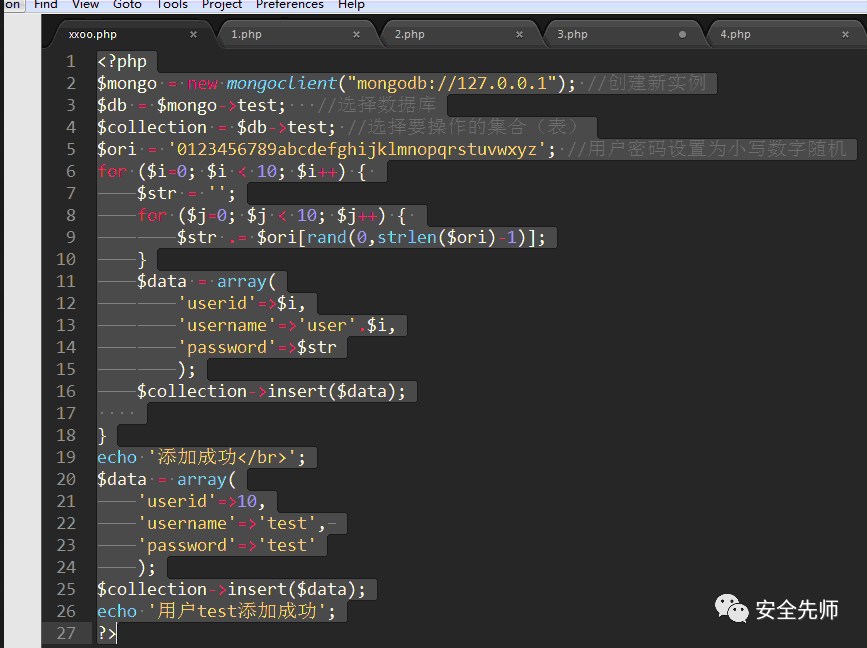 on Find View Goto Tools Project Preferences Help
xxoo.php × 1.php × 2.php × 3.php 4.php ×
1 <?php
2 $mongo = new mongoclient("mongodb://127.0.0.1"); //创建新实例
3 $db = $mongo->test; //选择数据库
4 $collection = $db->test; //选择要操作的集合（表）
5 $ori = '0123456789abcdefghijklmnopqrstuvwxyz'; //用户密码设置为小写数字随机
6 for ($i=0; $i < 10; $i++) {
7 $str = '';
8 for ($j=0; $j < 10; $j++) {
9 $str .= $ori[rand(0,strlen($ori)-1)];
10 }
11 $data = array(
12 'userid'=>$i,
13 'username'=>'user'.$i,
14 'password'=>$str
15 );
16 $collection->insert($data);
17
18 }
19 echo '添加成功</br>';
20 $data = array(
21 'userid'=>10,
22 'username'=>'test',
23 'password'=>'test'
24 );
25 $collection->insert($data);
26 echo '用户test添加成功';
27 ?>
安全先师